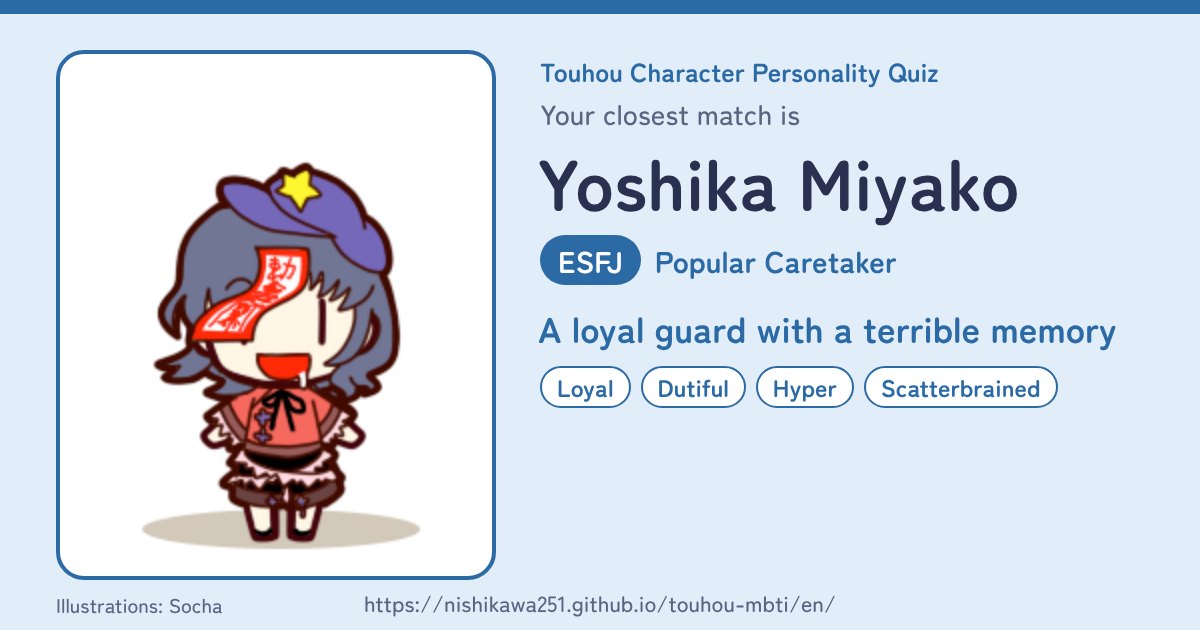 Touhou Character Personality Quiz
Your closest match is
Yoshika Miyako
ESFJ Popular Caretaker
A loyal guard with a terrible memory
Loyal Dutiful Hyper Scatterbrained
Illustrations: Socha
https://nishikawa251.github.io/touhou-mbti/en/